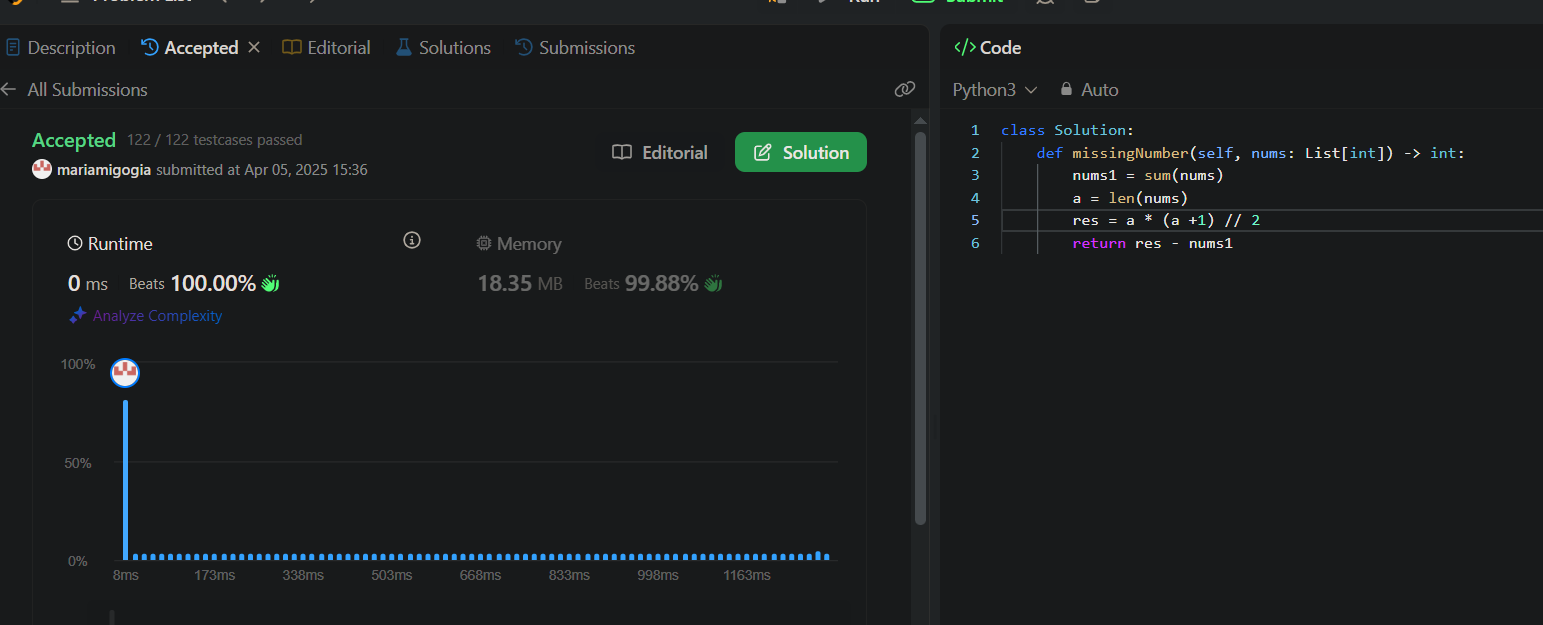 Problem List
Run
Submit
Description
Accepted
Editorial
Solutions
Submissions
All Submissions
Accepted 122 / 122 testcases passed
mariamigogia submitted at Apr 05, 2025 15:36
Editorial
Solution
Runtime
0 ms Beats 100.00%
Analyze Complexity
Memory
18.35 MB Beats 99.88%
100%
50%
0%
8ms 173ms 338ms 503ms 668ms 833ms 998ms 1163ms
</> Code
Python3
Auto
1 class Solution:
2     def missingNumber(self, nums: List[int]) -> int:
3         nums1 = sum(nums)
4         a = len(nums)
5         res = a * (a +1) // 2
6         return res - nums1